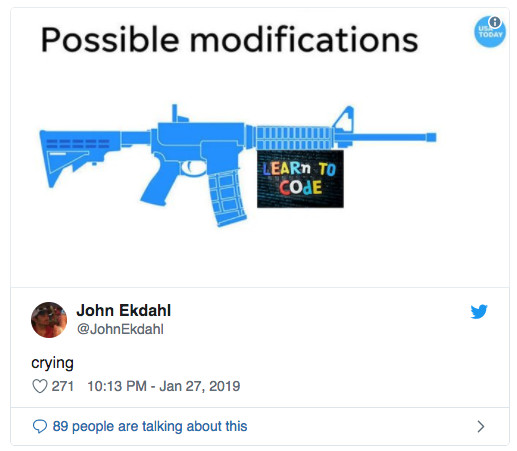 Possible modifications
USA
TODAY
LEARn TO
CodE
John Ekdahl
@JohnEkdahl
crying
271 10:13 PM - Jan 27, 2019
89 people are talking about this